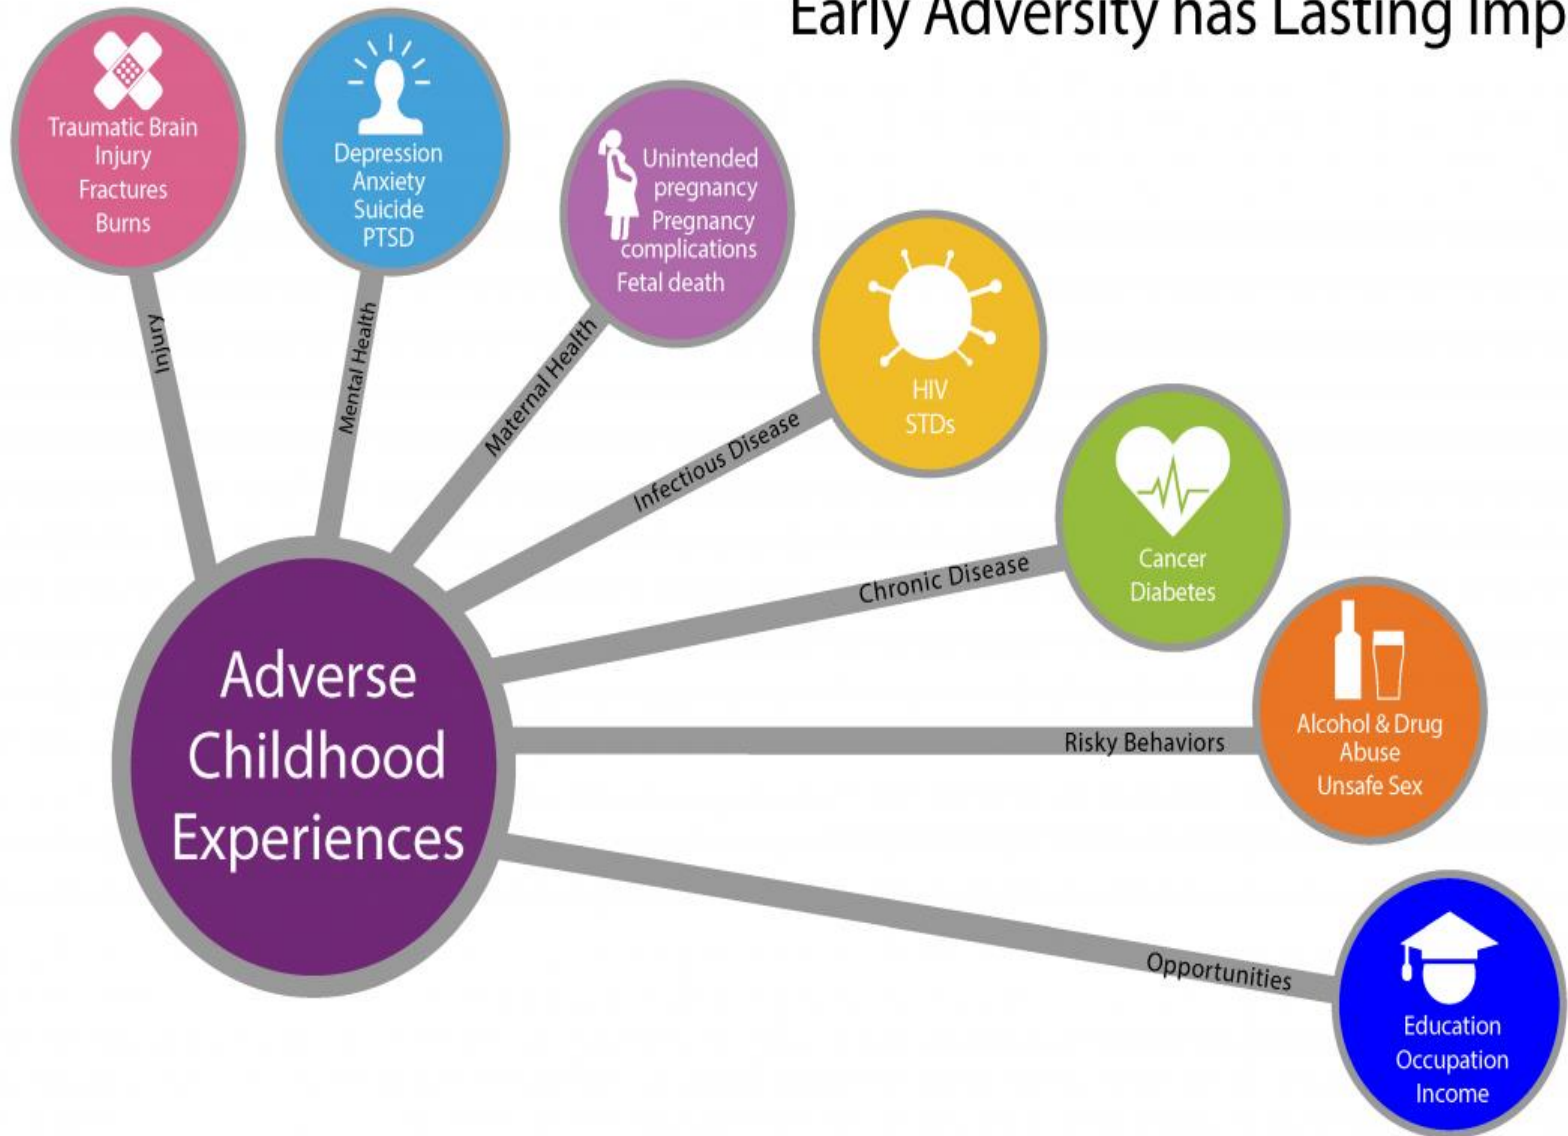 Early Adversity has Lasting Imp
Traumatic Brain
Injury
Fractures
Burns
Depression
Anxiety
Suicide
PTSD
Unintended
pregnancy
Pregnancy
complications
Fetal death
HIV
STDs
Cancer
Diabetes
Alcohol & Drug
Abuse
Unsafe Sex
Education
Occupation
Income
Injury
Mental Health
Maternal Health
Infectious Disease
Chronic Disease
Risky Behaviors
Opportunities
Adverse
Childhood
Experiences